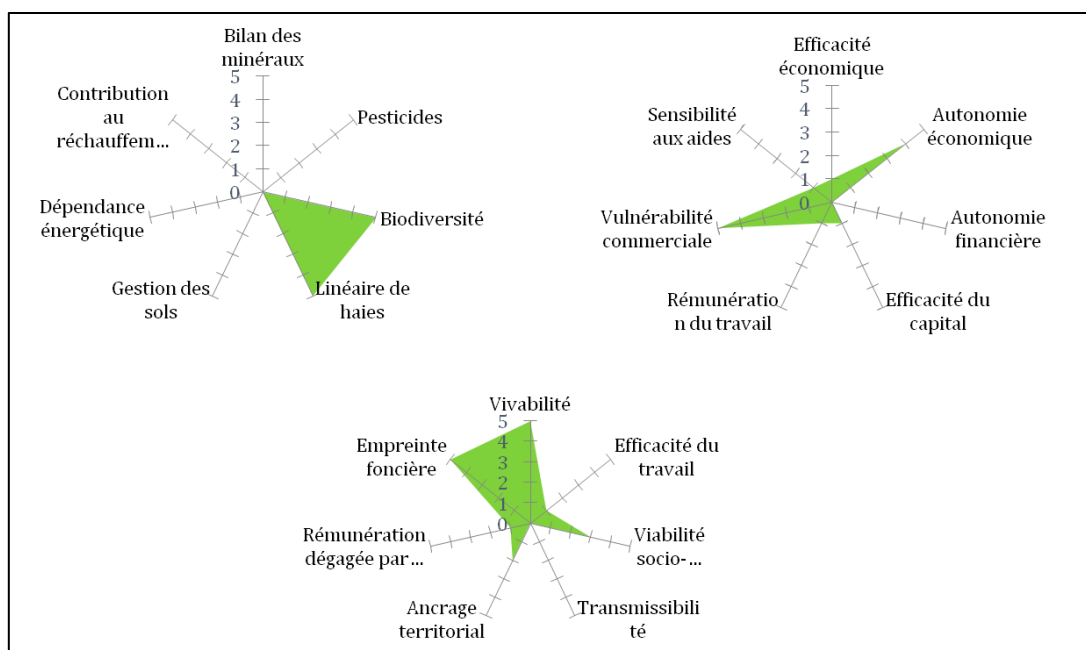 Bilan des
minéraux
5
4
3
2
1
0
Pesticides
Biodiversité
Linéaire de
haies
Gestion des
sols
Dépendance
énergétique
Contribution
au
réchauffem…
Efficacité
économique
5
4
3
2
1
0
Autonomie
économique
Autonomie
financière
Efficacité du
capital
Rémunératio
n du travail
Vulnérabilité
commerciale
Sensibilité
aux aides
Vivabilité
5
4
3
2
1
0
Efficacité du
travail
Viabilité
socio-…
Transmissibili
té
Ancrage
territorial
Rémunération
dégagée par…
Empreinte
foncière